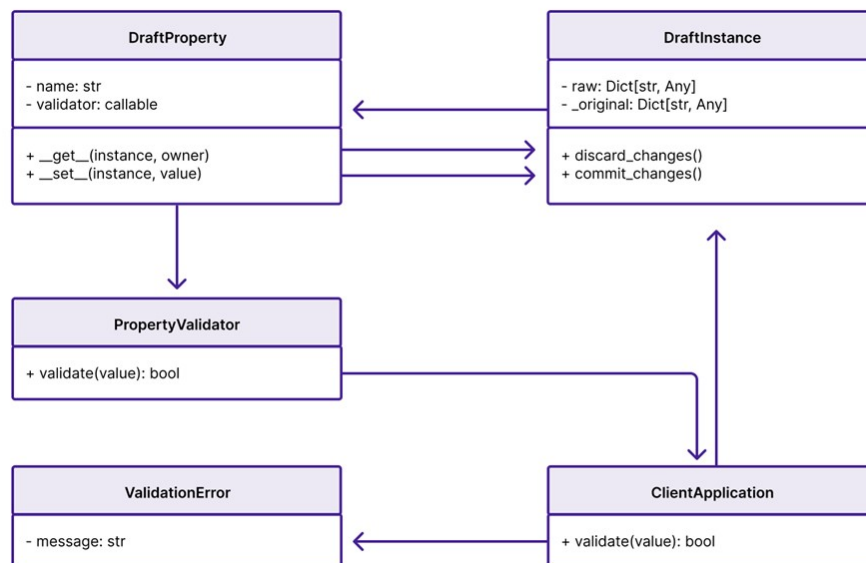 DraftProperty
- name: str
- validator: callable
+ __get__(instance, owner)
+ __set__(instance, value)
DraftInstance
- raw: Dict[str, Any]
- _original: Dict[str, Any]
+ discard_changes()
+ commit_changes()
PropertyValidator
+ validate(value): bool
ValidationError
- message: str
ClientApplication
+ validate(value): bool